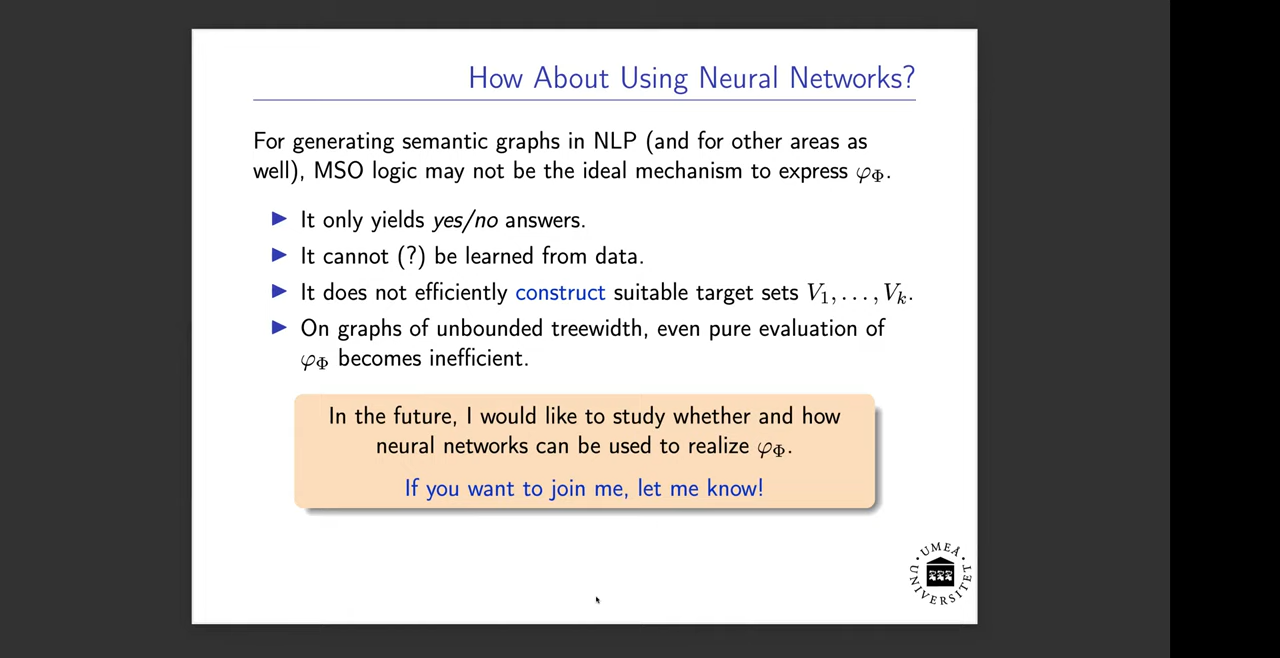 How About Using Neural Networks?
For generating semantic graphs in NLP (and for other areas as
well), MSO logic may not be the ideal mechanism to express φ_Φ.
▶ It only yields yes/no answers.
▶ It cannot (?) be learned from data.
▶ It does not efficiently construct suitable target sets V₁, . . . , Vₖ.
▶ On graphs of unbounded treewidth, even pure evaluation of
φ_Φ becomes inefficient.
In the future, I would like to study whether and how
neural networks can be used to realize φ_Φ.
If you want to join me, let me know!
UMEÅ
UNIVERSITET